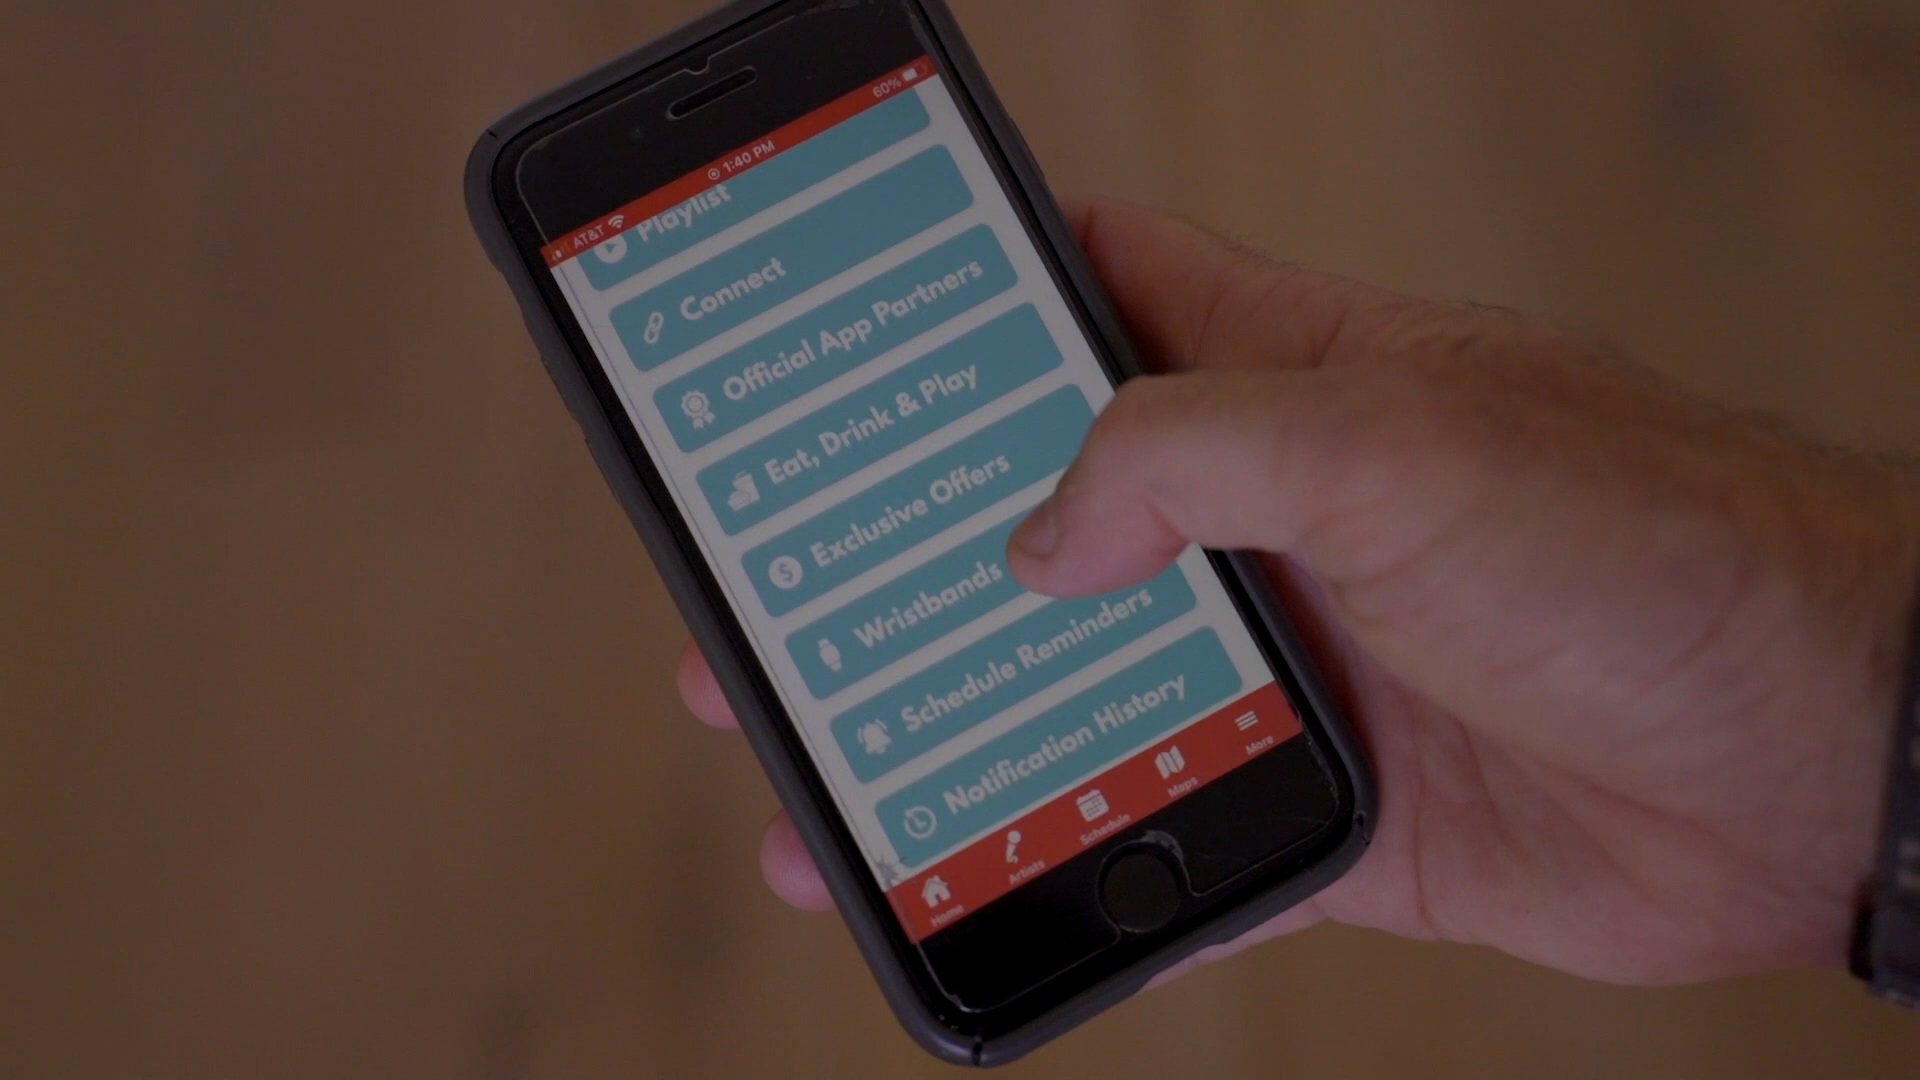 AT&T 1:40 PM 60%
Playlist
Connect
Official App Partners
Eat, Drink & Play
Exclusive Offers
Wristbands
Schedule Reminders
Notification History
Home Artists Schedule Maps More